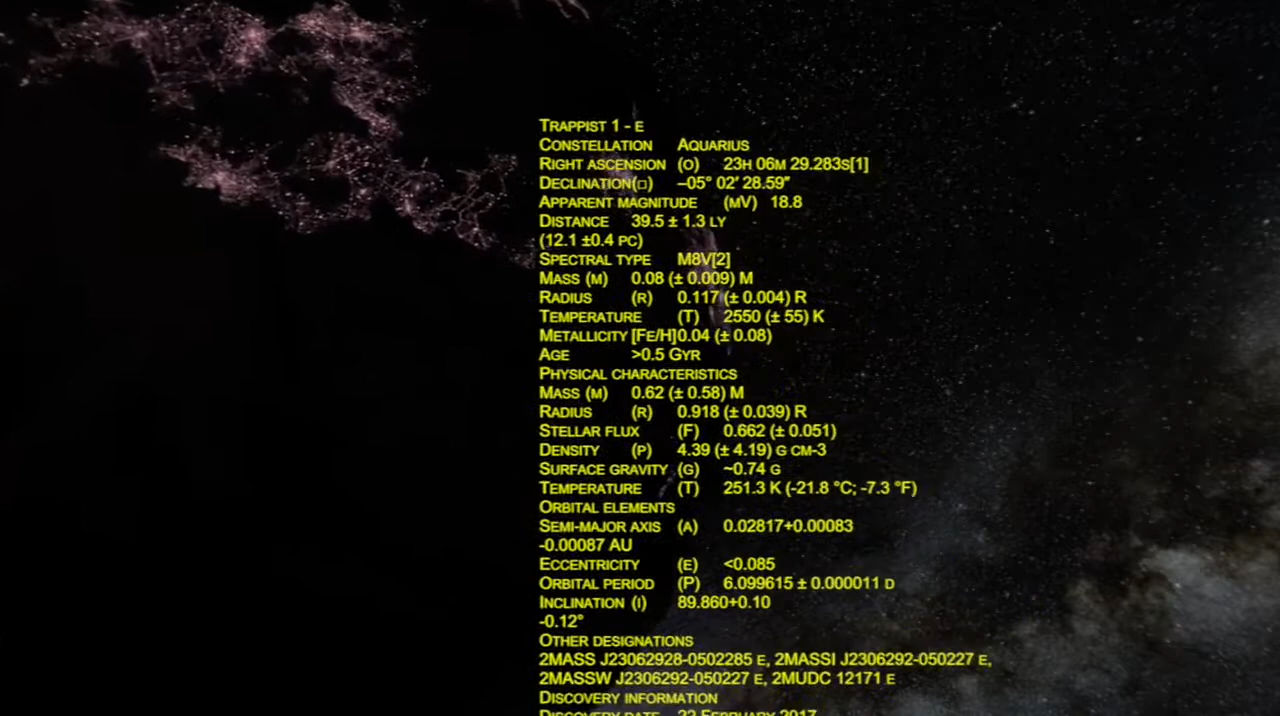 TRAPPIST 1 - E
CONSTELLATION AQUARIUS
RIGHT ASCENSION (O) 23H 06M 29.283S[1]
DECLINATION(□) –05° 02′ 28.59″
APPARENT MAGNITUDE (MV) 18.8
DISTANCE 39.5 ± 1.3 LY
(12.1 ±0.4 PC)
SPECTRAL TYPE M8V[2]
MASS (M) 0.08 (± 0.009) M
RADIUS (R) 0.117 (± 0.004) R
TEMPERATURE (T) 2550 (± 55) K
METALLICITY [FE/H]0.04 (± 0.08)
AGE >0.5 GYR
PHYSICAL CHARACTERISTICS
MASS (M) 0.62 (± 0.58) M
RADIUS (R) 0.918 (± 0.039) R
STELLAR FLUX (F) 0.662 (± 0.051)
DENSITY (P) 4.39 (± 4.19) G CM-3
SURFACE GRAVITY (G) ~0.74 G
TEMPERATURE (T) 251.3 K (-21.8 °C; -7.3 °F)
ORBITAL ELEMENTS
SEMI-MAJOR AXIS (A) 0.02817+0.00083
-0.00087 AU
ECCENTRICITY (E) <0.085
ORBITAL PERIOD (P) 6.099615 ± 0.000011 D
INCLINATION (I) 89.860+0.10
-0.12°
OTHER DESIGNATIONS
2MASS J23062928-0502285 E, 2MASSI J2306292-050227 E,
2MASSW J2306292-050227 E, 2MUDC 12171 E
DISCOVERY INFORMATION
DISCOVERY DATE 22 FEBRUARY 2017